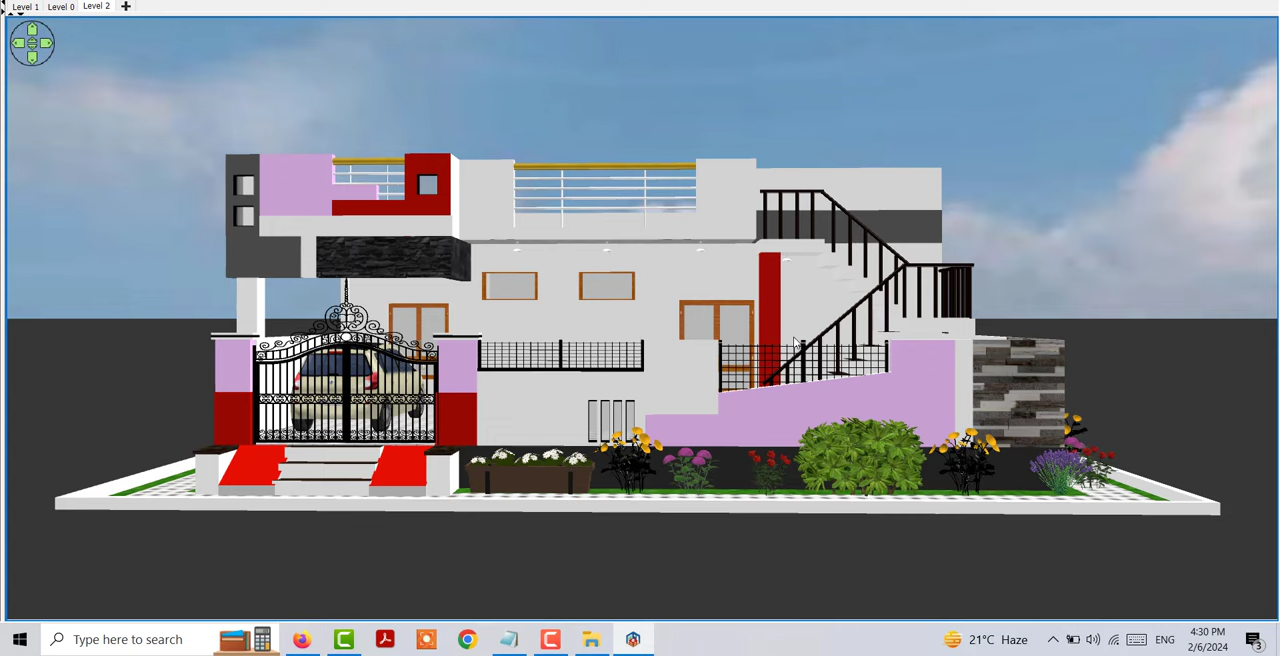 Level 1 Level 0 Level 2
Type here to search
21°C Haze
ENG
4:30 PM
2/6/2024
3